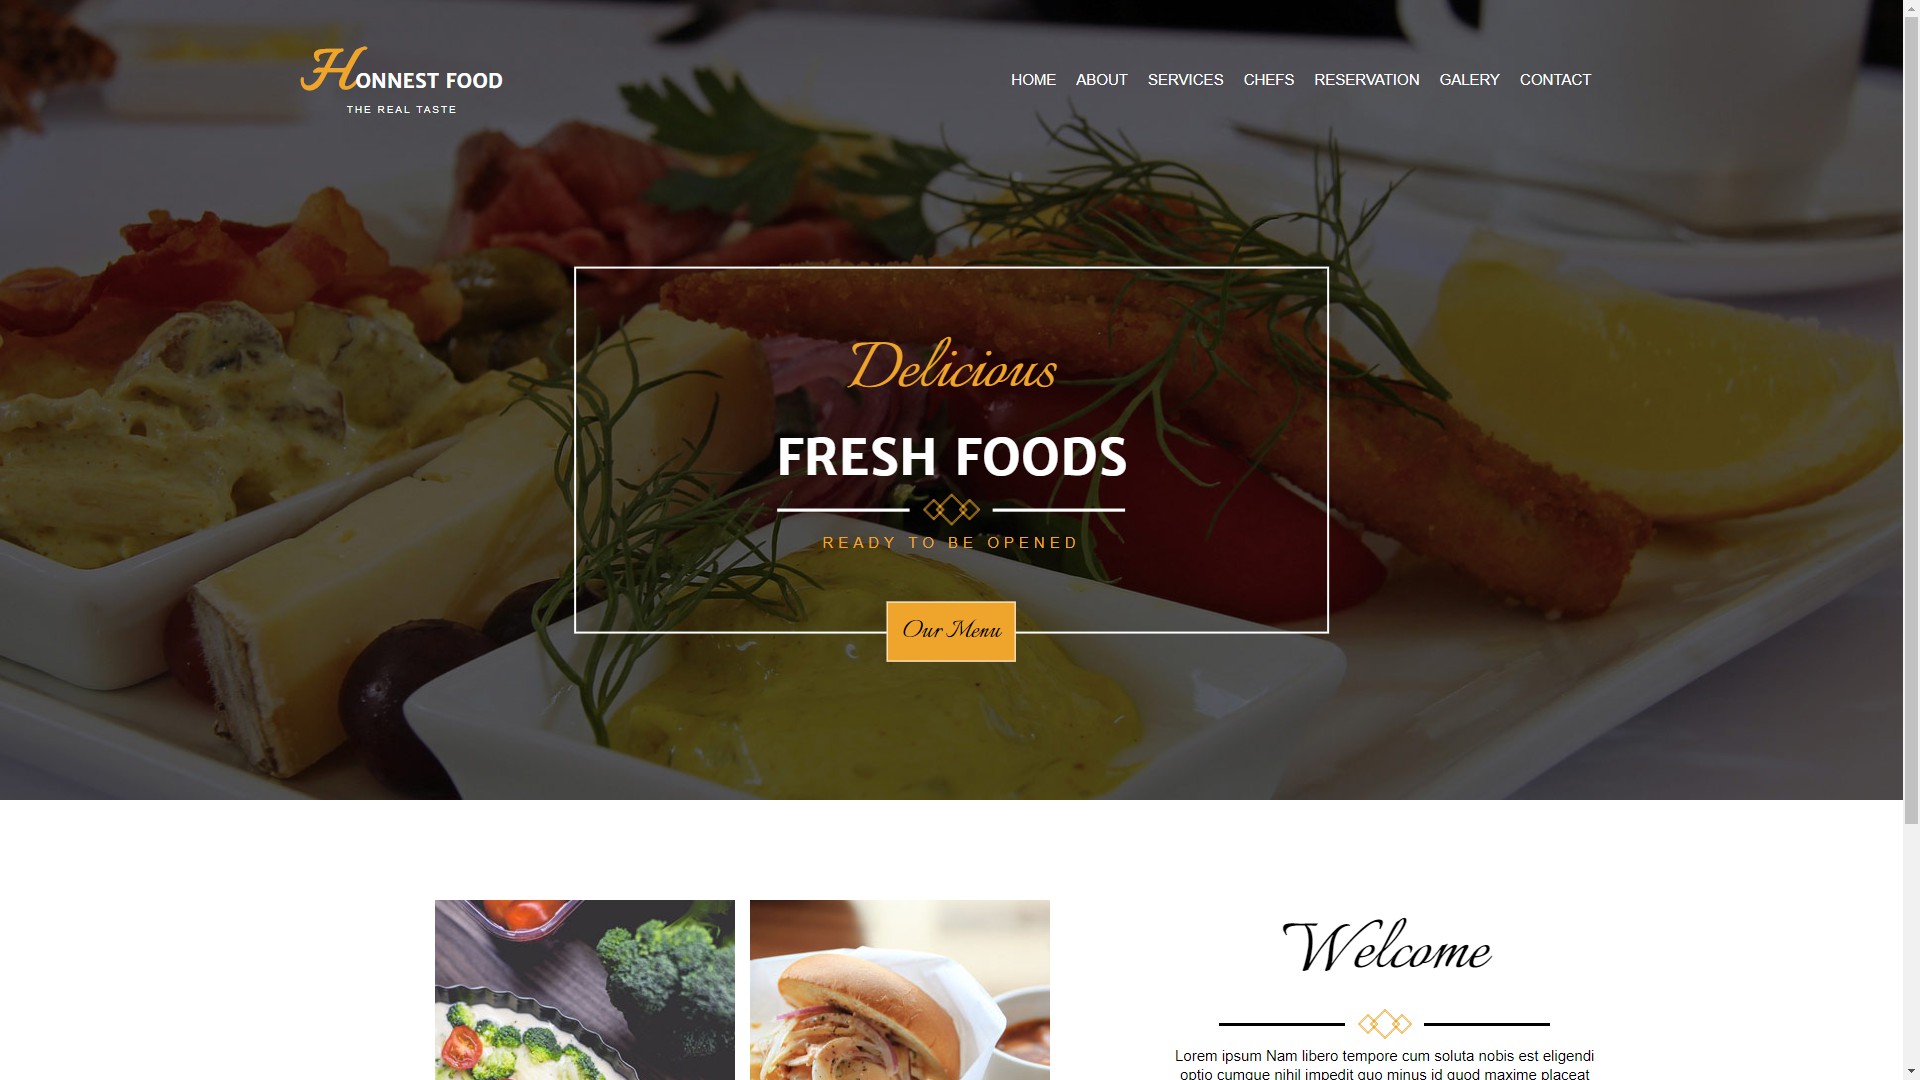 HONNEST FOOD
THE REAL TASTE
HOME ABOUT SERVICES CHEFS RESERVATION GALERY CONTACT
Delicious
FRESH FOODS
READY TO BE OPENED
Our Menu
Welcome
Lorem ipsum Nam libero tempore cum soluta nobis est eligendi
optio cumque nihil impedit quo minus id quod maxime placeat